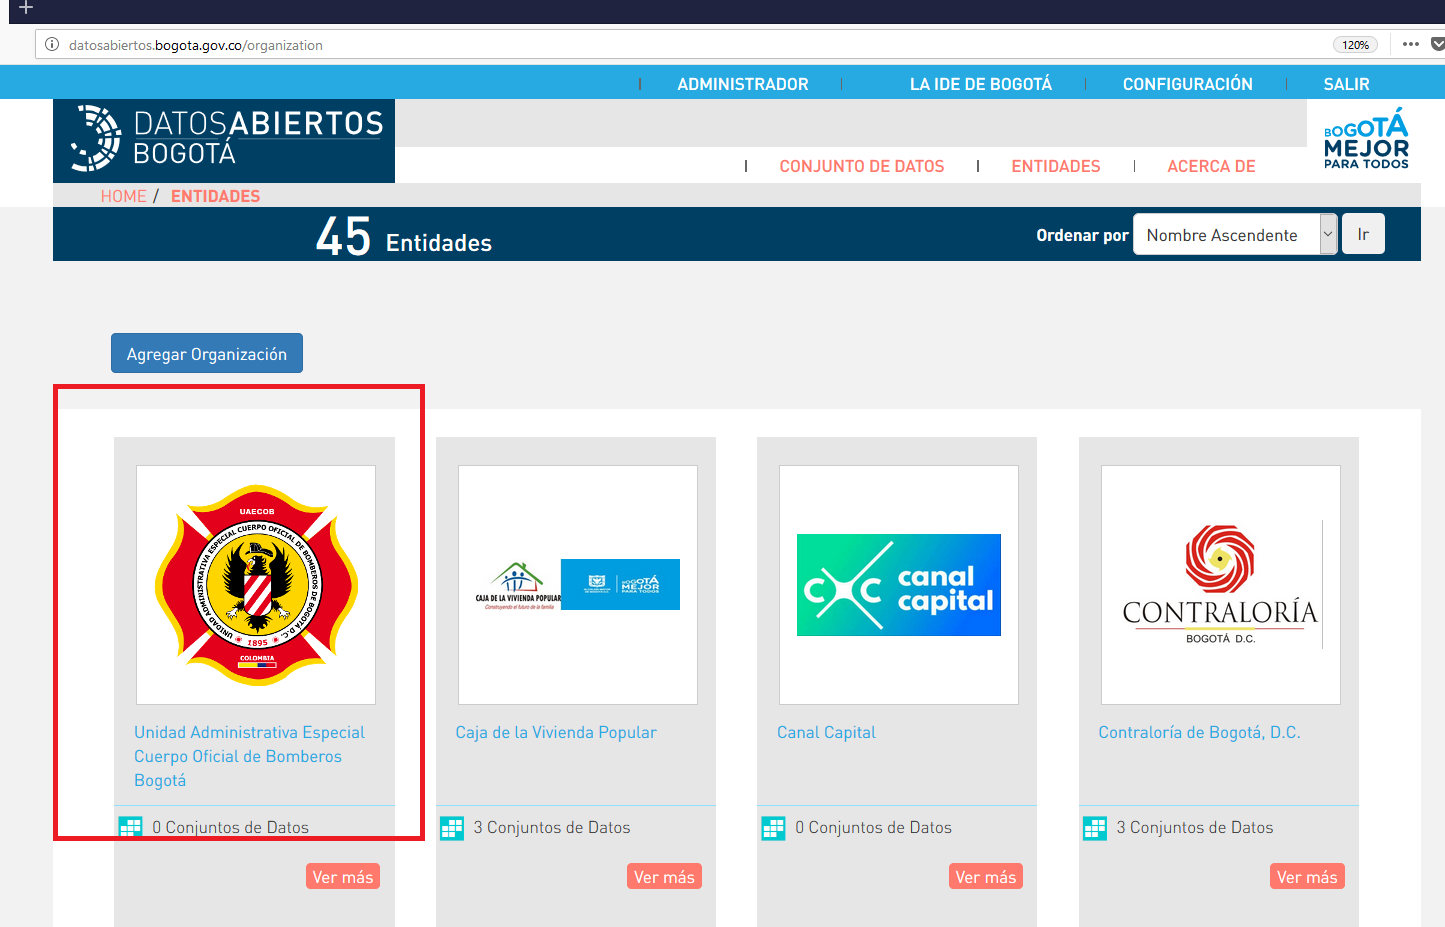 datosabiertos.bogota.gov.co/organization
120%
ADMINISTRADOR
LA IDE DE BOGOTÁ
CONFIGURACIÓN
SALIR
DATOSABIERTOS
BOGOTÁ
BOGOTÁ
MEJOR
PARA TODOS
CONJUNTO DE DATOS
ENTIDADES
ACERCA DE
HOME / ENTIDADES
45 Entidades
Ordenar por
Nombre Ascendente
Ir
Agregar Organización
UAECOB
UNIDAD ADMINISTRATIVA ESPECIAL CUERPO OFICIAL DE BOMBEROS DE BOGOTÁ D.C.
1895
COLOMBIA
Unidad Administrativa Especial
Cuerpo Oficial de Bomberos
Bogotá
0 Conjuntos de Datos
Ver más
CAJA DE LA VIVIENDA POPULAR
Construyendo el futuro de la familia
BOGOTÁ
MEJOR
PARA TODOS
Caja de la Vivienda Popular
3 Conjuntos de Datos
Ver más
canal
capital
Canal Capital
0 Conjuntos de Datos
Ver más
CONTRALORÍA
BOGOTÁ D.C.
Contraloría de Bogotá, D.C.
3 Conjuntos de Datos
Ver más